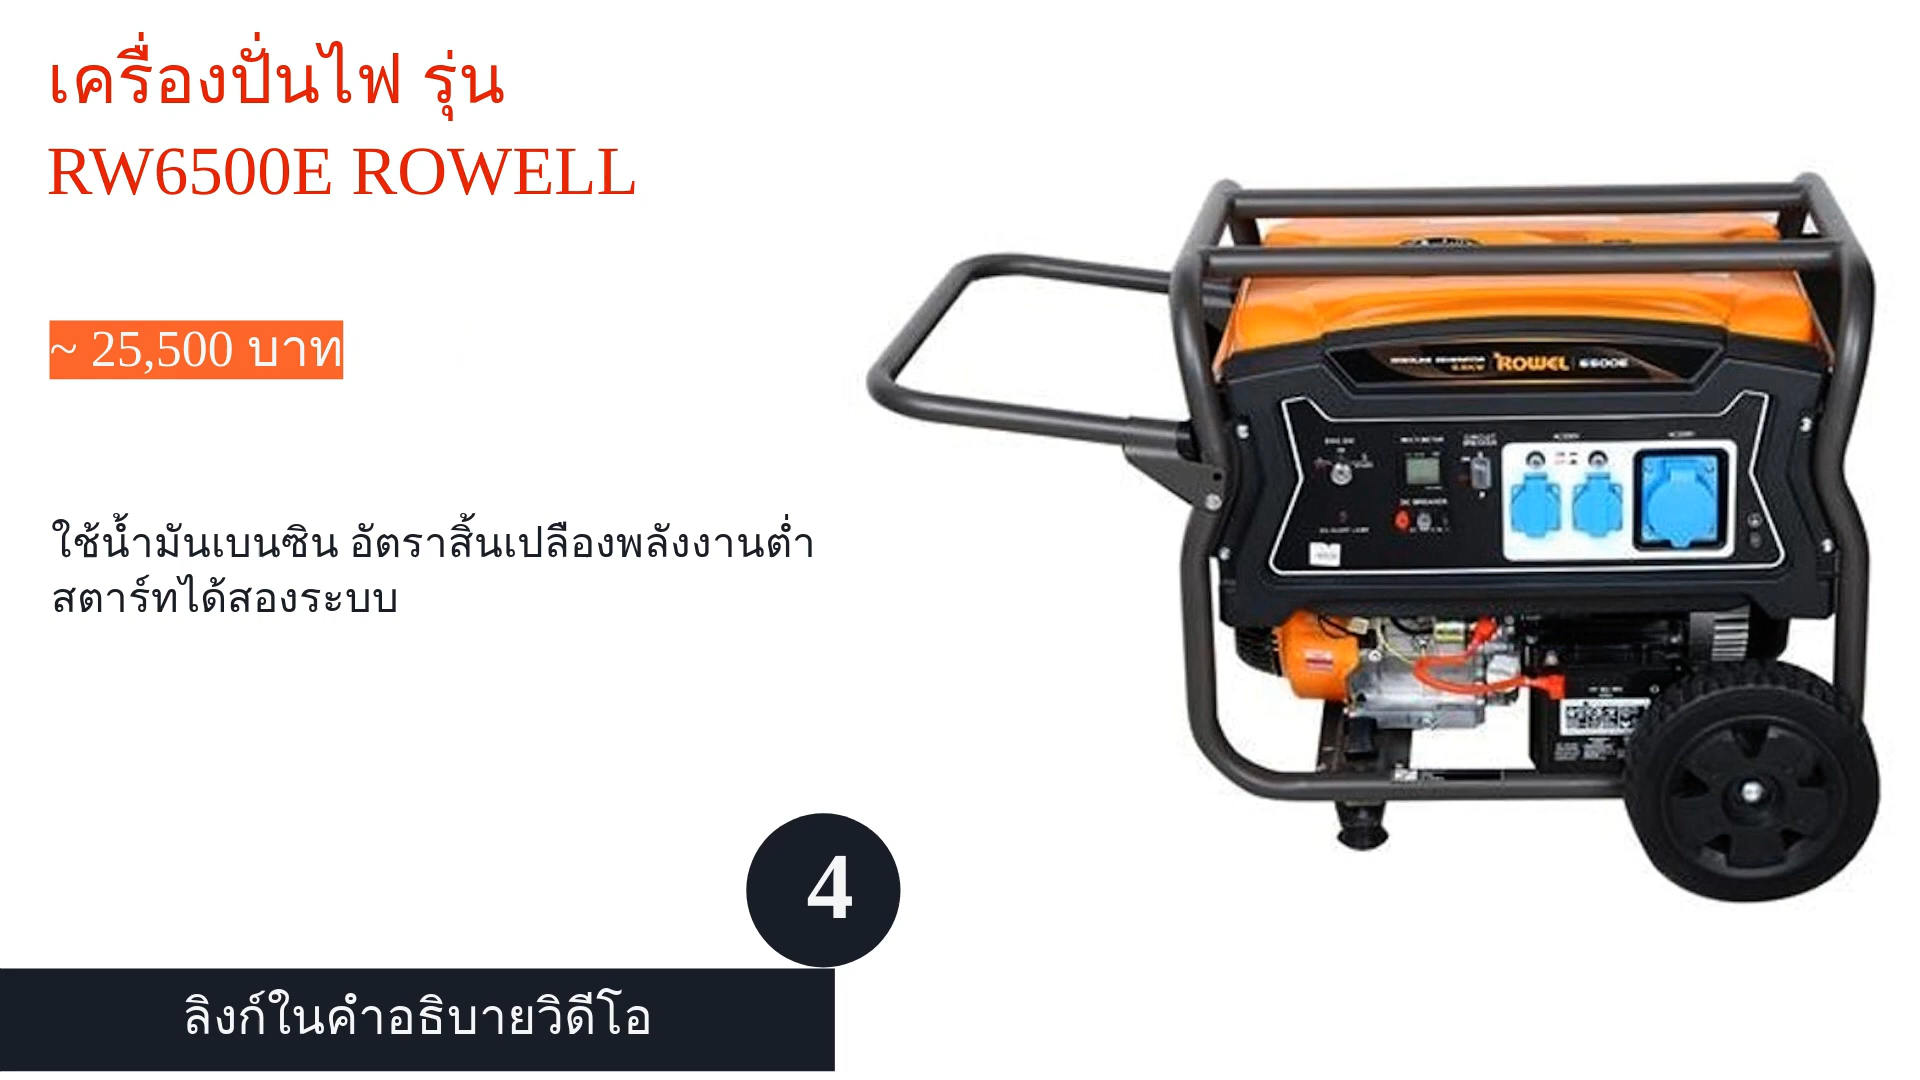 เครื่องปั่นไฟ รุ่น
RW6500E ROWELL
~ 25,500 บาท
ใช้น้ำมันเบนซิน อัตราสิ้นเปลืองพลังงานต่ำ
สตาร์ทได้สองระบบ
4
ลิงก์ในคำอธิบายวิดีโอ
GASOLINE GENERATOR
ROWEL 6500E